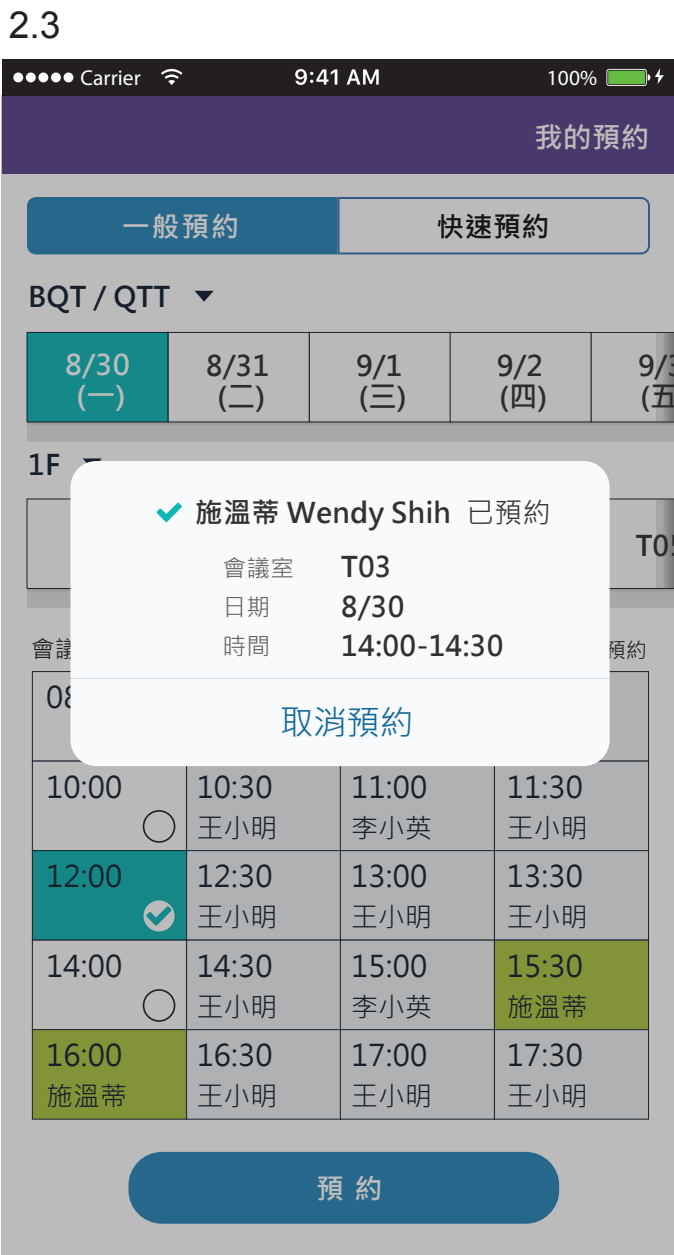 2.3
Carrier 9:41 AM 100%
我的預約
一般預約 快速預約
BQT / QTT
8/30 8/31 9/1 9/2
(一) (二) (三) (四) (五
1F
施溫蒂 Wendy Shih 已預約
會議室 T03
日期 8/30
時間 14:00-14:30
取消預約
會議 預約
10:00 10:30 11:00 11:30
王小明 李小英 王小明
12:00 12:30 13:00 13:30
王小明 王小明 王小明
14:00 14:30 15:00 15:30
王小明 李小英 施溫蒂
16:00 16:30 17:00 17:30
施溫蒂 王小明 王小明 王小明
預 約